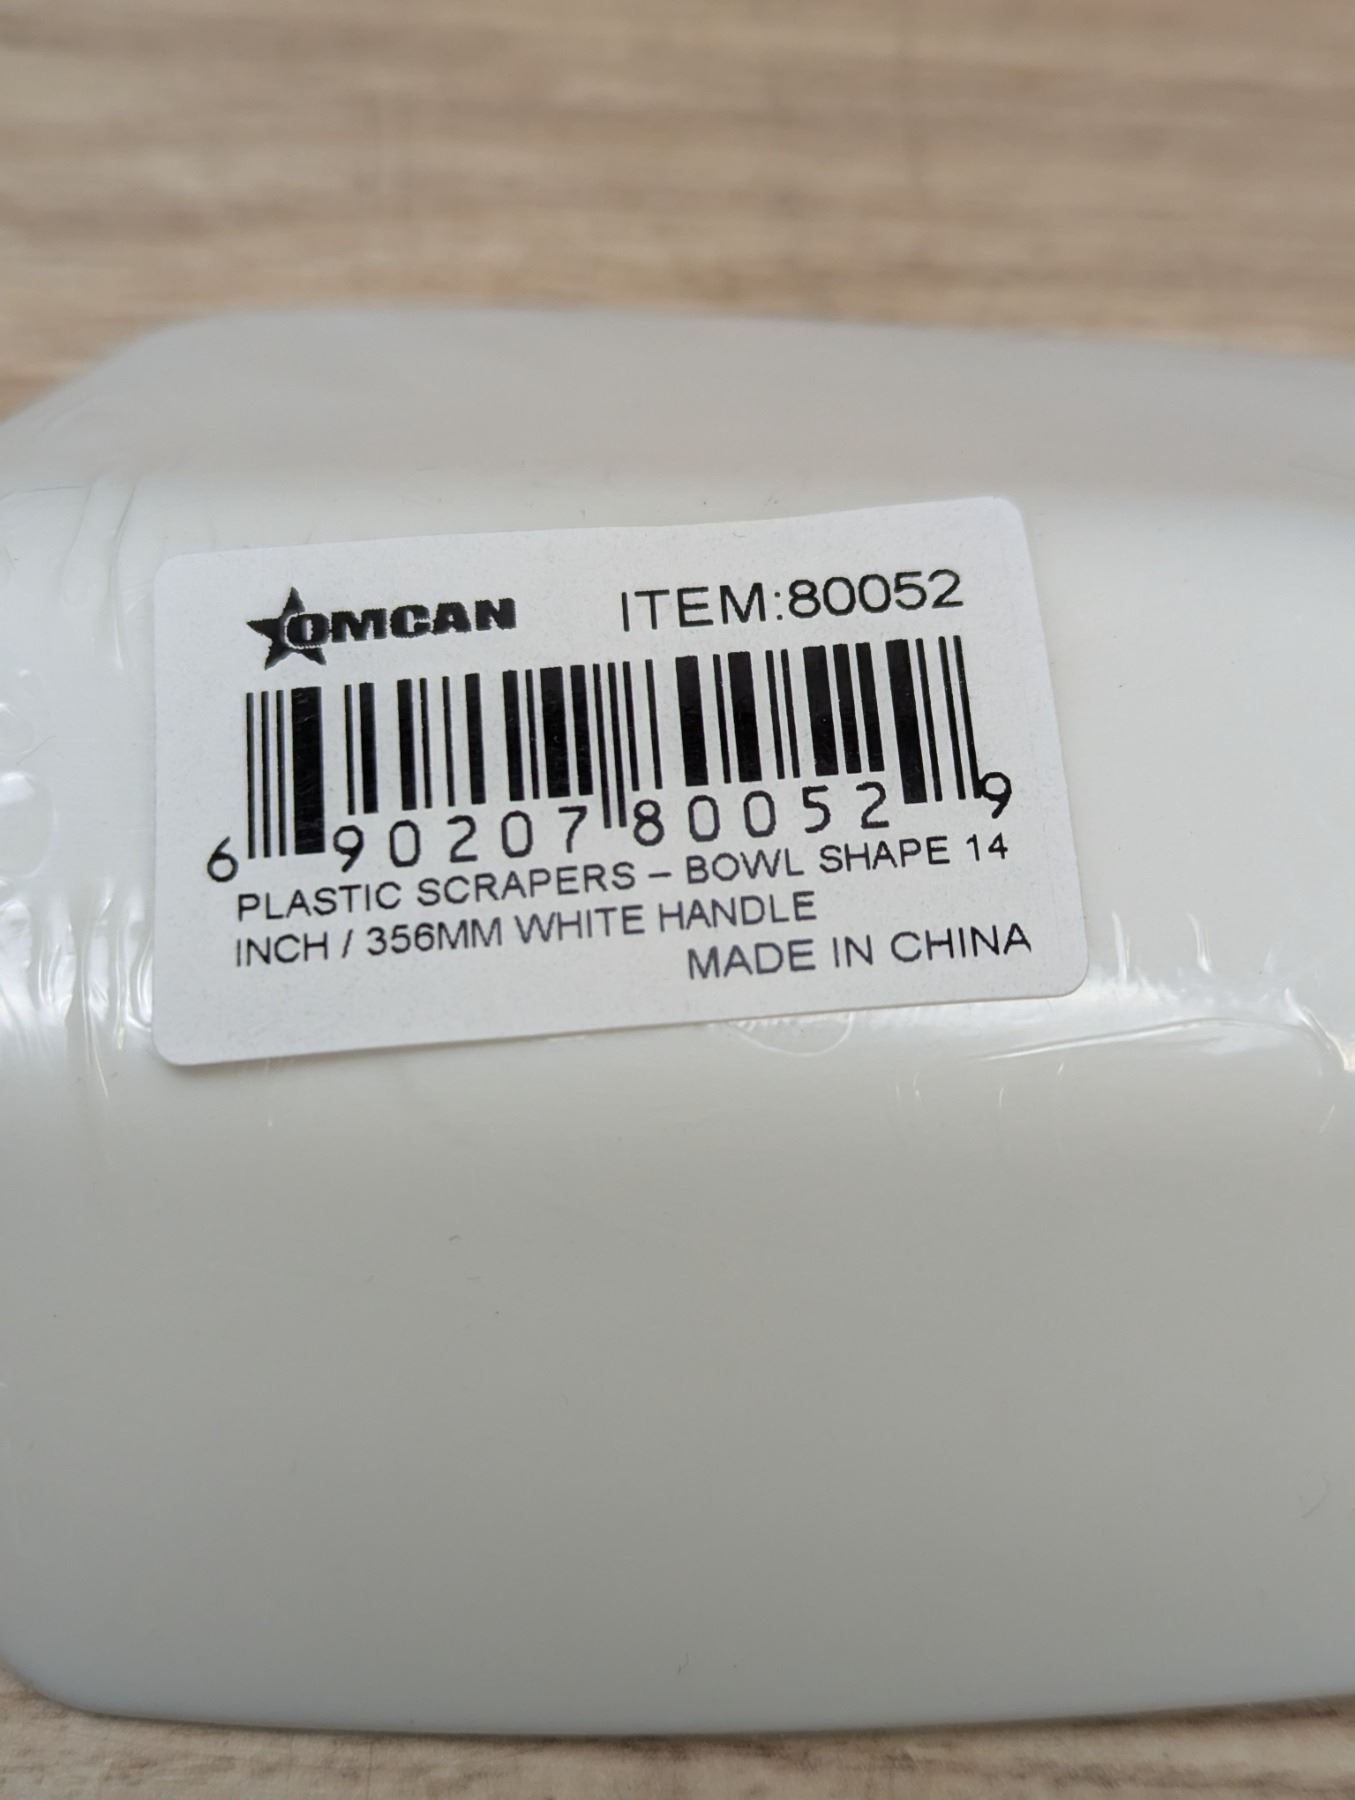 OMCAN ITEM:80052
6 90207 80052 9
PLASTIC SCRAPERS – BOWL SHAPE 14
INCH / 356MM WHITE HANDLE
MADE IN CHINA